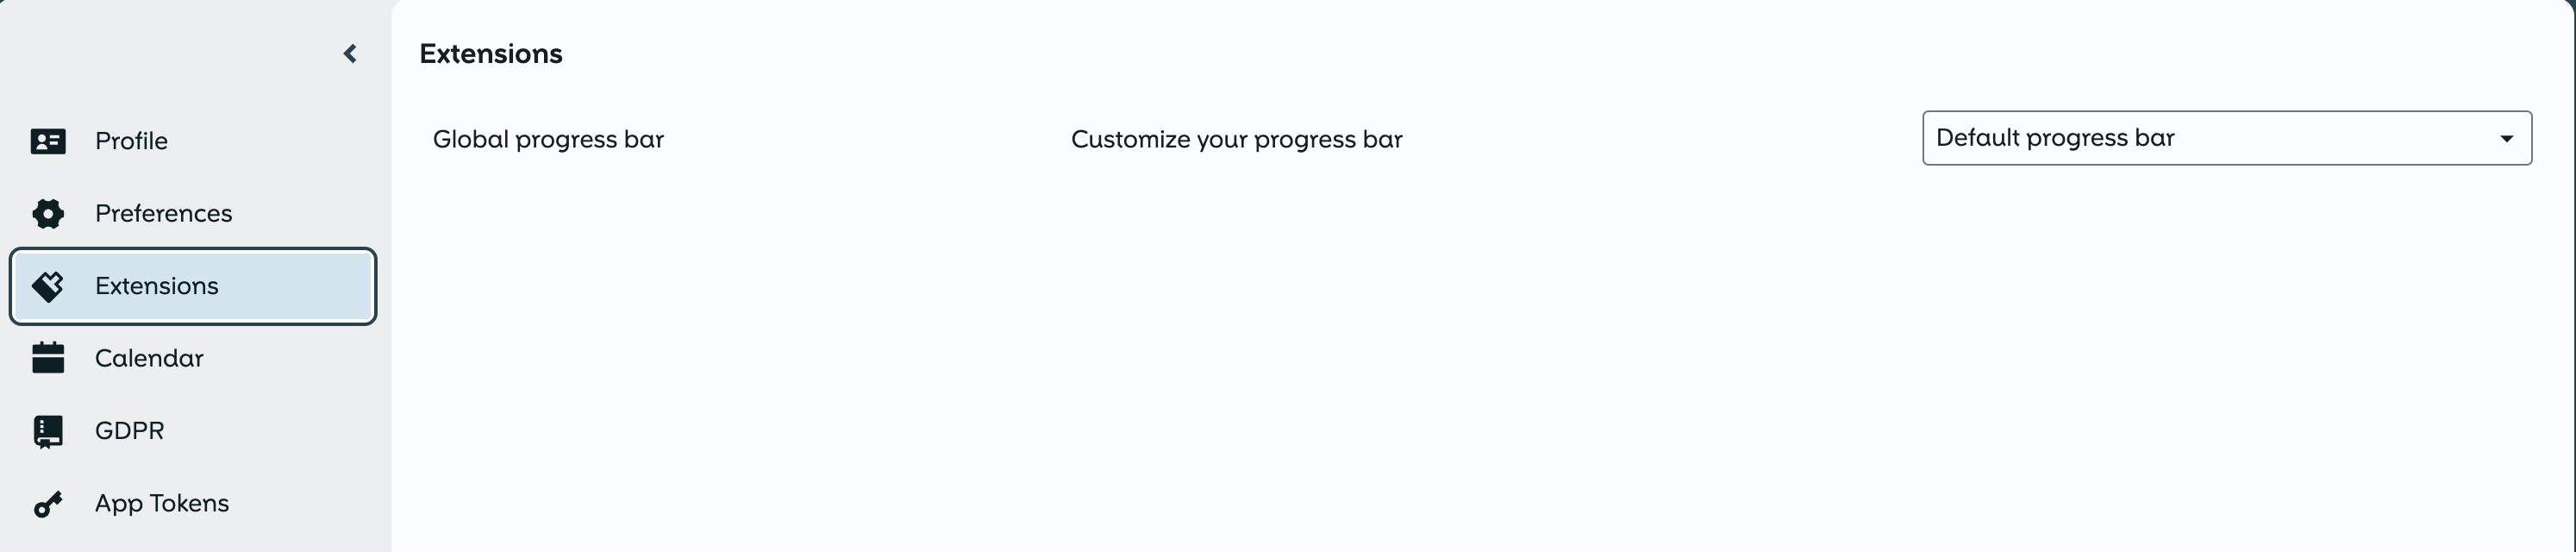 Extensions
Profile
Global progress bar
Customize your progress bar
Default progress bar
Preferences
Extensions
Calendar
GDPR
App Tokens